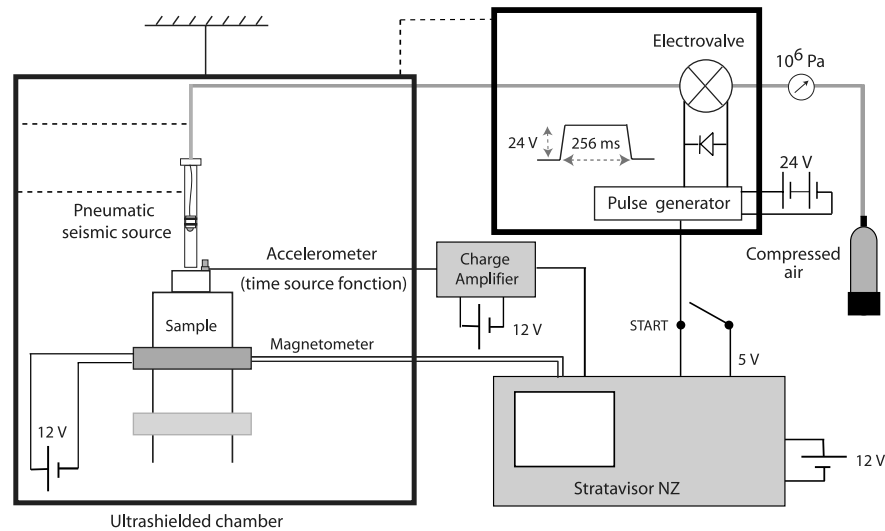 Electrovalve
10⁶ Pa
24 V
256 ms
24 V
Pulse generator
Pneumatic
seismic source
Compressed
air
Accelerometer
(time source fonction)
Charge
Amplifier
12 V
Sample
START
Magnetometer
5 V
12 V
12 V
Stratavisor NZ
Ultrashielded chamber